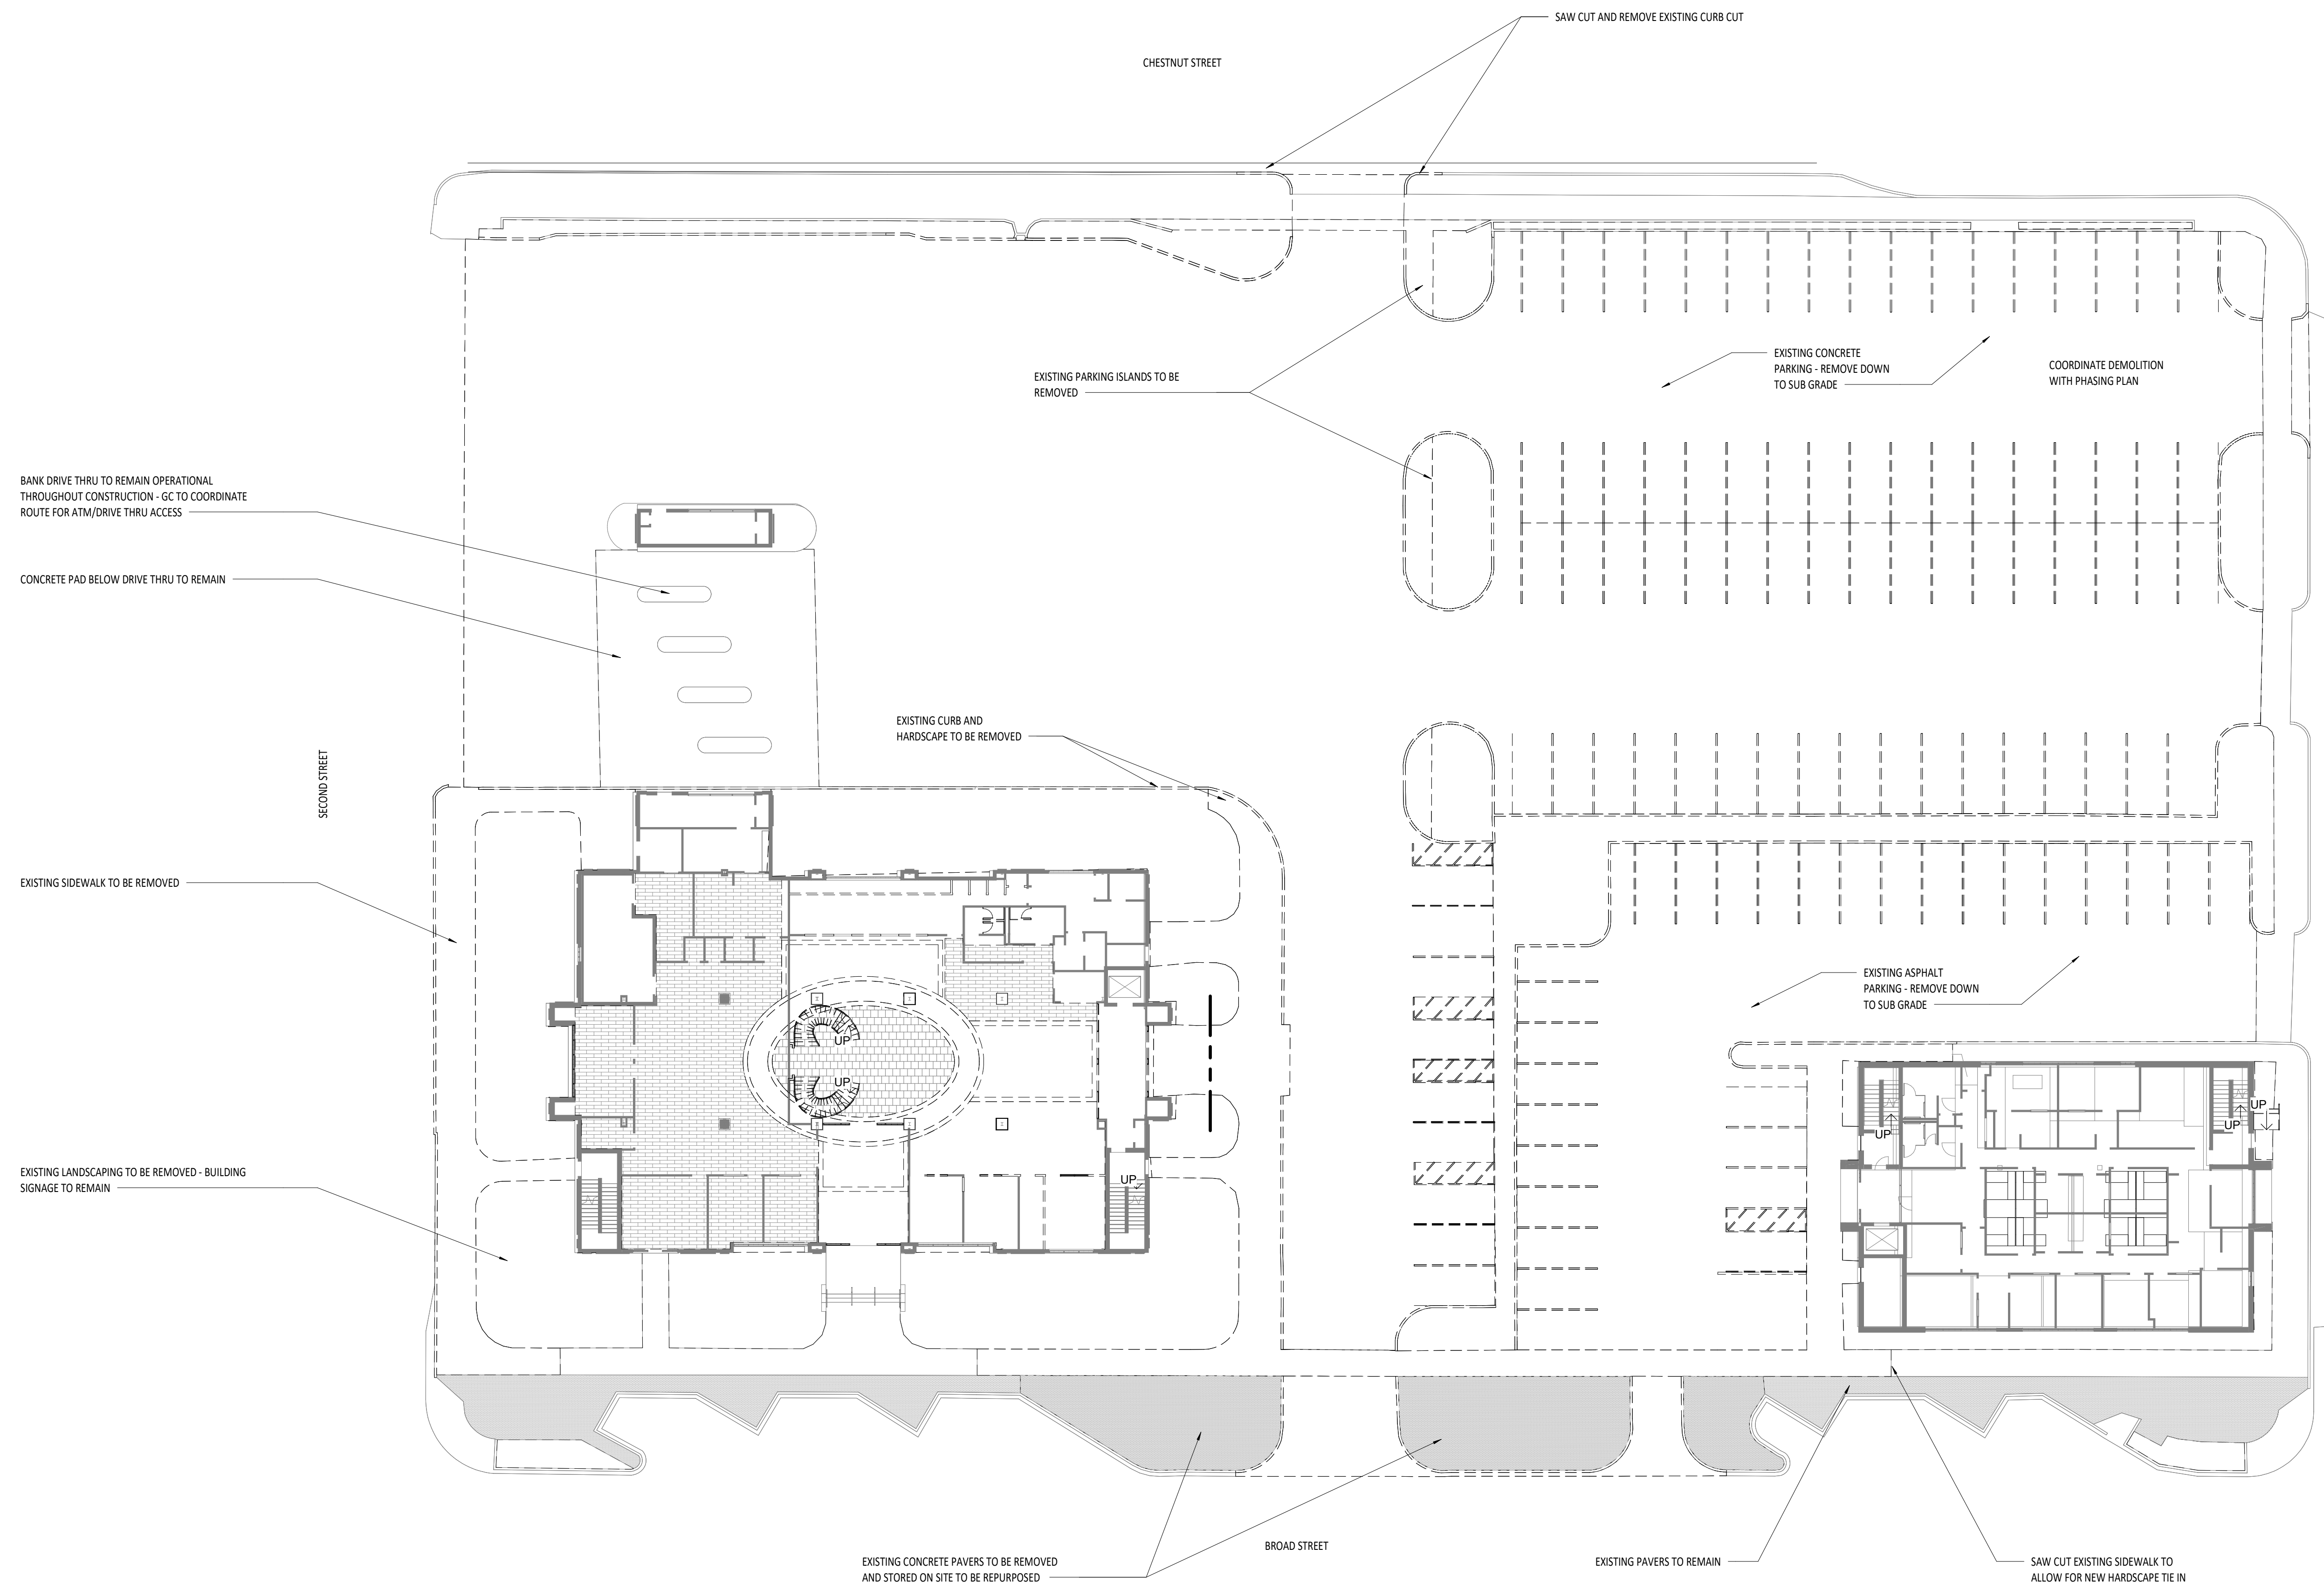 SAW CUT AND REMOVE EXISTING CURB CUT
CHESTNUT STREET
EXISTING CONCRETE
PARKING - REMOVE DOWN
TO SUB GRADE
COORDINATE DEMOLITION
WITH PHASING PLAN
EXISTING PARKING ISLANDS TO BE
REMOVED
BANK DRIVE THRU TO REMAIN OPERATIONAL
THROUGHOUT CONSTRUCTION - GC TO COORDINATE
ROUTE FOR ATM/DRIVE THRU ACCESS
CONCRETE PAD BELOW DRIVE THRU TO REMAIN
EXISTING CURB AND
HARDSCAPE TO BE REMOVED
SECOND STREET
EXISTING SIDEWALK TO BE REMOVED
EXISTING ASPHALT
PARKING - REMOVE DOWN
TO SUB GRADE
UP
UP
UP
UP
UP
UP
EXISTING LANDSCAPING TO BE REMOVED - BUILDING
SIGNAGE TO REMAIN
BROAD STREET
EXISTING CONCRETE PAVERS TO BE REMOVED
AND STORED ON SITE TO BE REPURPOSED
EXISTING PAVERS TO REMAIN
SAW CUT EXISTING SIDEWALK TO
ALLOW FOR NEW HARDSCAPE TIE IN